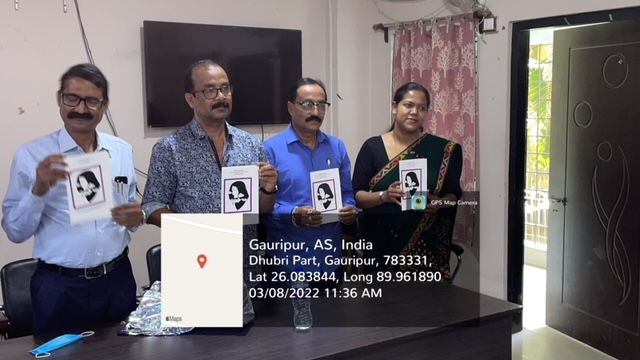 GPS Map Camera
Gauripur, AS, India
Dhubri Part, Gauripur, 783331,
Lat 26.083844, Long 89.961890
03/08/2022 11:36 AM
Maps